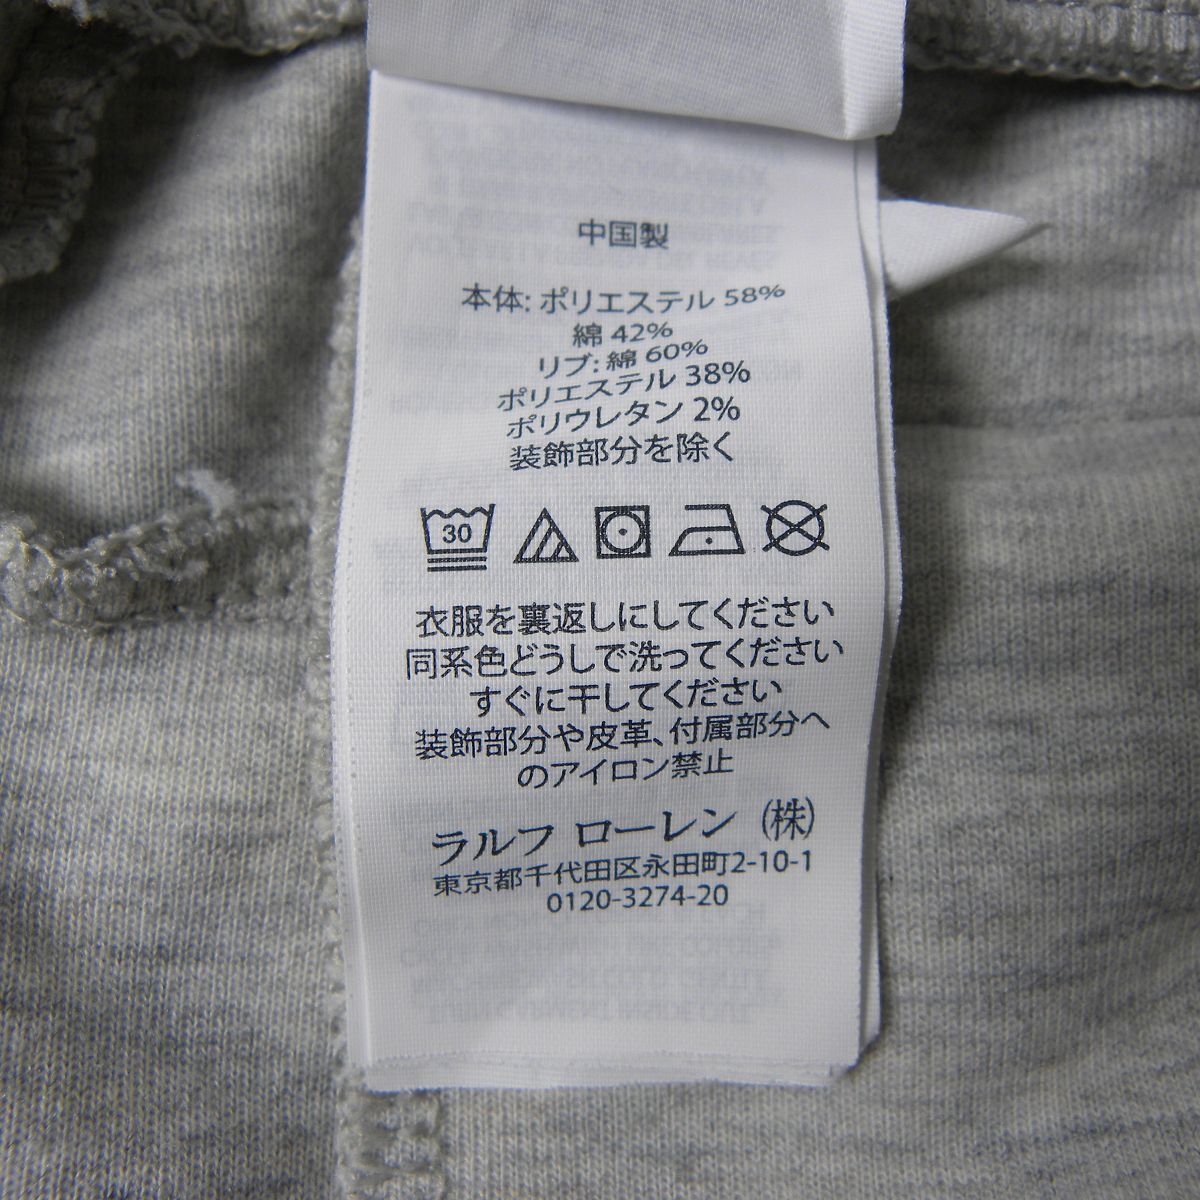 中国製
本体: ポリエステル 58%
綿 42%
リブ: 綿 60%
ポリエステル 38%
ポリウレタン 2%
装飾部分を除く
30
衣服を裏返しにしてください
同系色どうしで洗ってください
すぐに干してください
装飾部分や皮革、付属部分へ
のアイロン禁止
ラルフ ローレン (株)
東京都千代田区永田町2-10-1
0120-3274-20